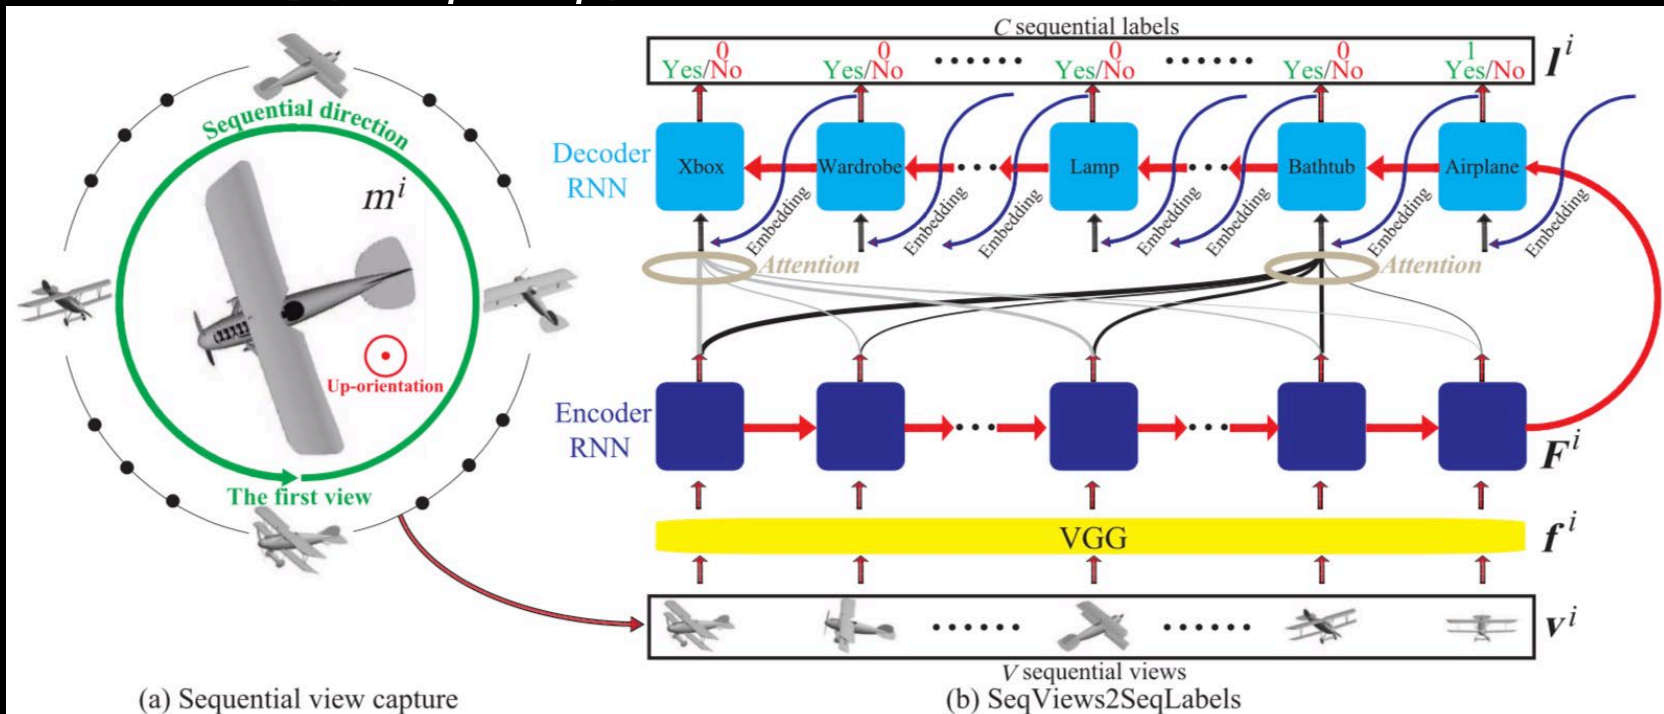 Sequential direction
m^i
Up-orientation
The first view
(a) Sequential view capture
C sequential labels
0 0 0 0 1
Yes/No Yes/No ...... Yes/No ...... Yes/No Yes/No
l^i
Decoder
RNN
Xbox Wardrobe ... Lamp ... Bathtub Airplane
Embedding Embedding Embedding Embedding Embedding Embedding Embedding
Attention Attention
Encoder
RNN
... ...
F^i
VGG
f^i
...... ......
v^i
V sequential views
(b) SeqViews2SeqLabels